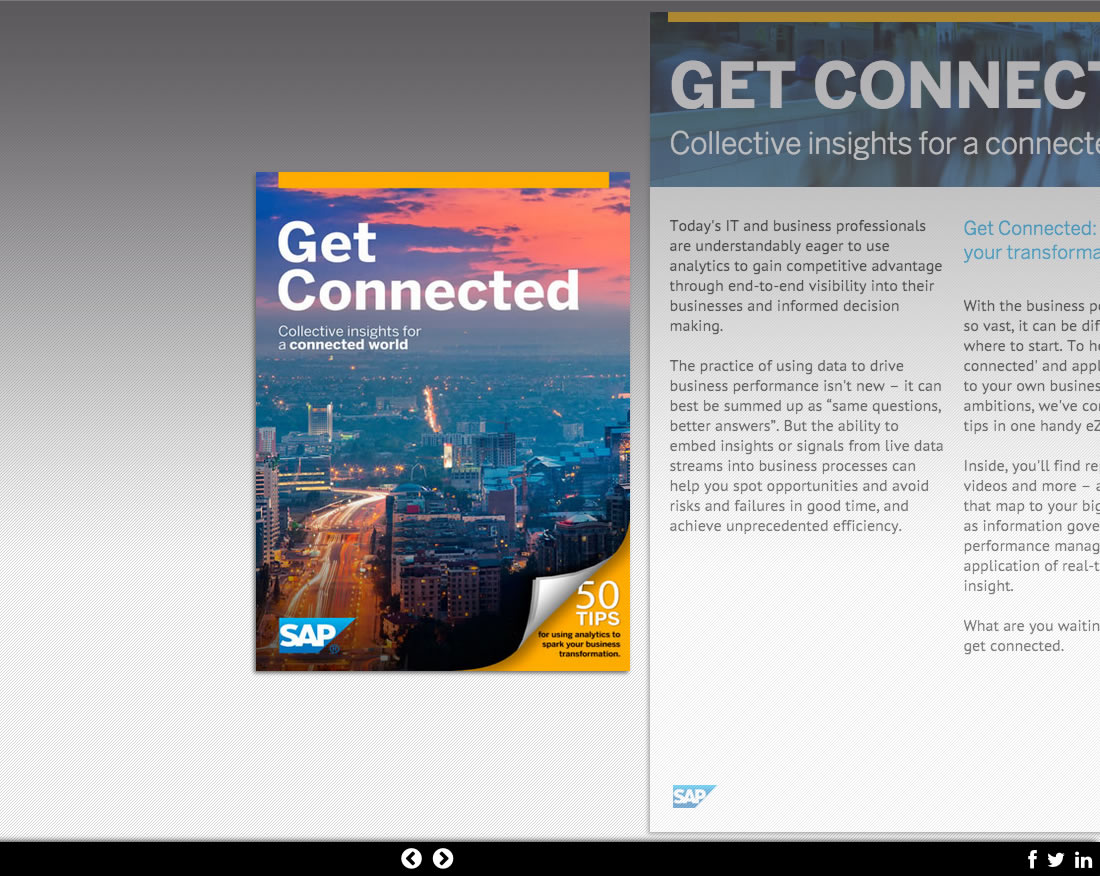 Get
Connected
Collective insights for
a connected world
50
TIPS
for using analytics to
spark your business
transformation.
SAP
GET CONNECT
Collective insights for a connecte
Today's IT and business professionals
are understandably eager to use
analytics to gain competitive advantage
through end-to-end visibility into their
businesses and informed decision
making.
The practice of using data to drive
business performance isn't new – it can
best be summed up as “same questions,
better answers”. But the ability to
embed insights or signals from live data
streams into business processes can
help you spot opportunities and avoid
risks and failures in good time, and
achieve unprecedented efficiency.
Get Connected:
your transforma
With the business p
so vast, it can be dif
where to start. To h
connected' and appl
to your own busines
ambitions, we've co
tips in one handy eZ
Inside, you'll find re
videos and more – a
that map to your big
as information gove
performance manag
application of real-t
insight.
What are you waitin
get connected.
SAP